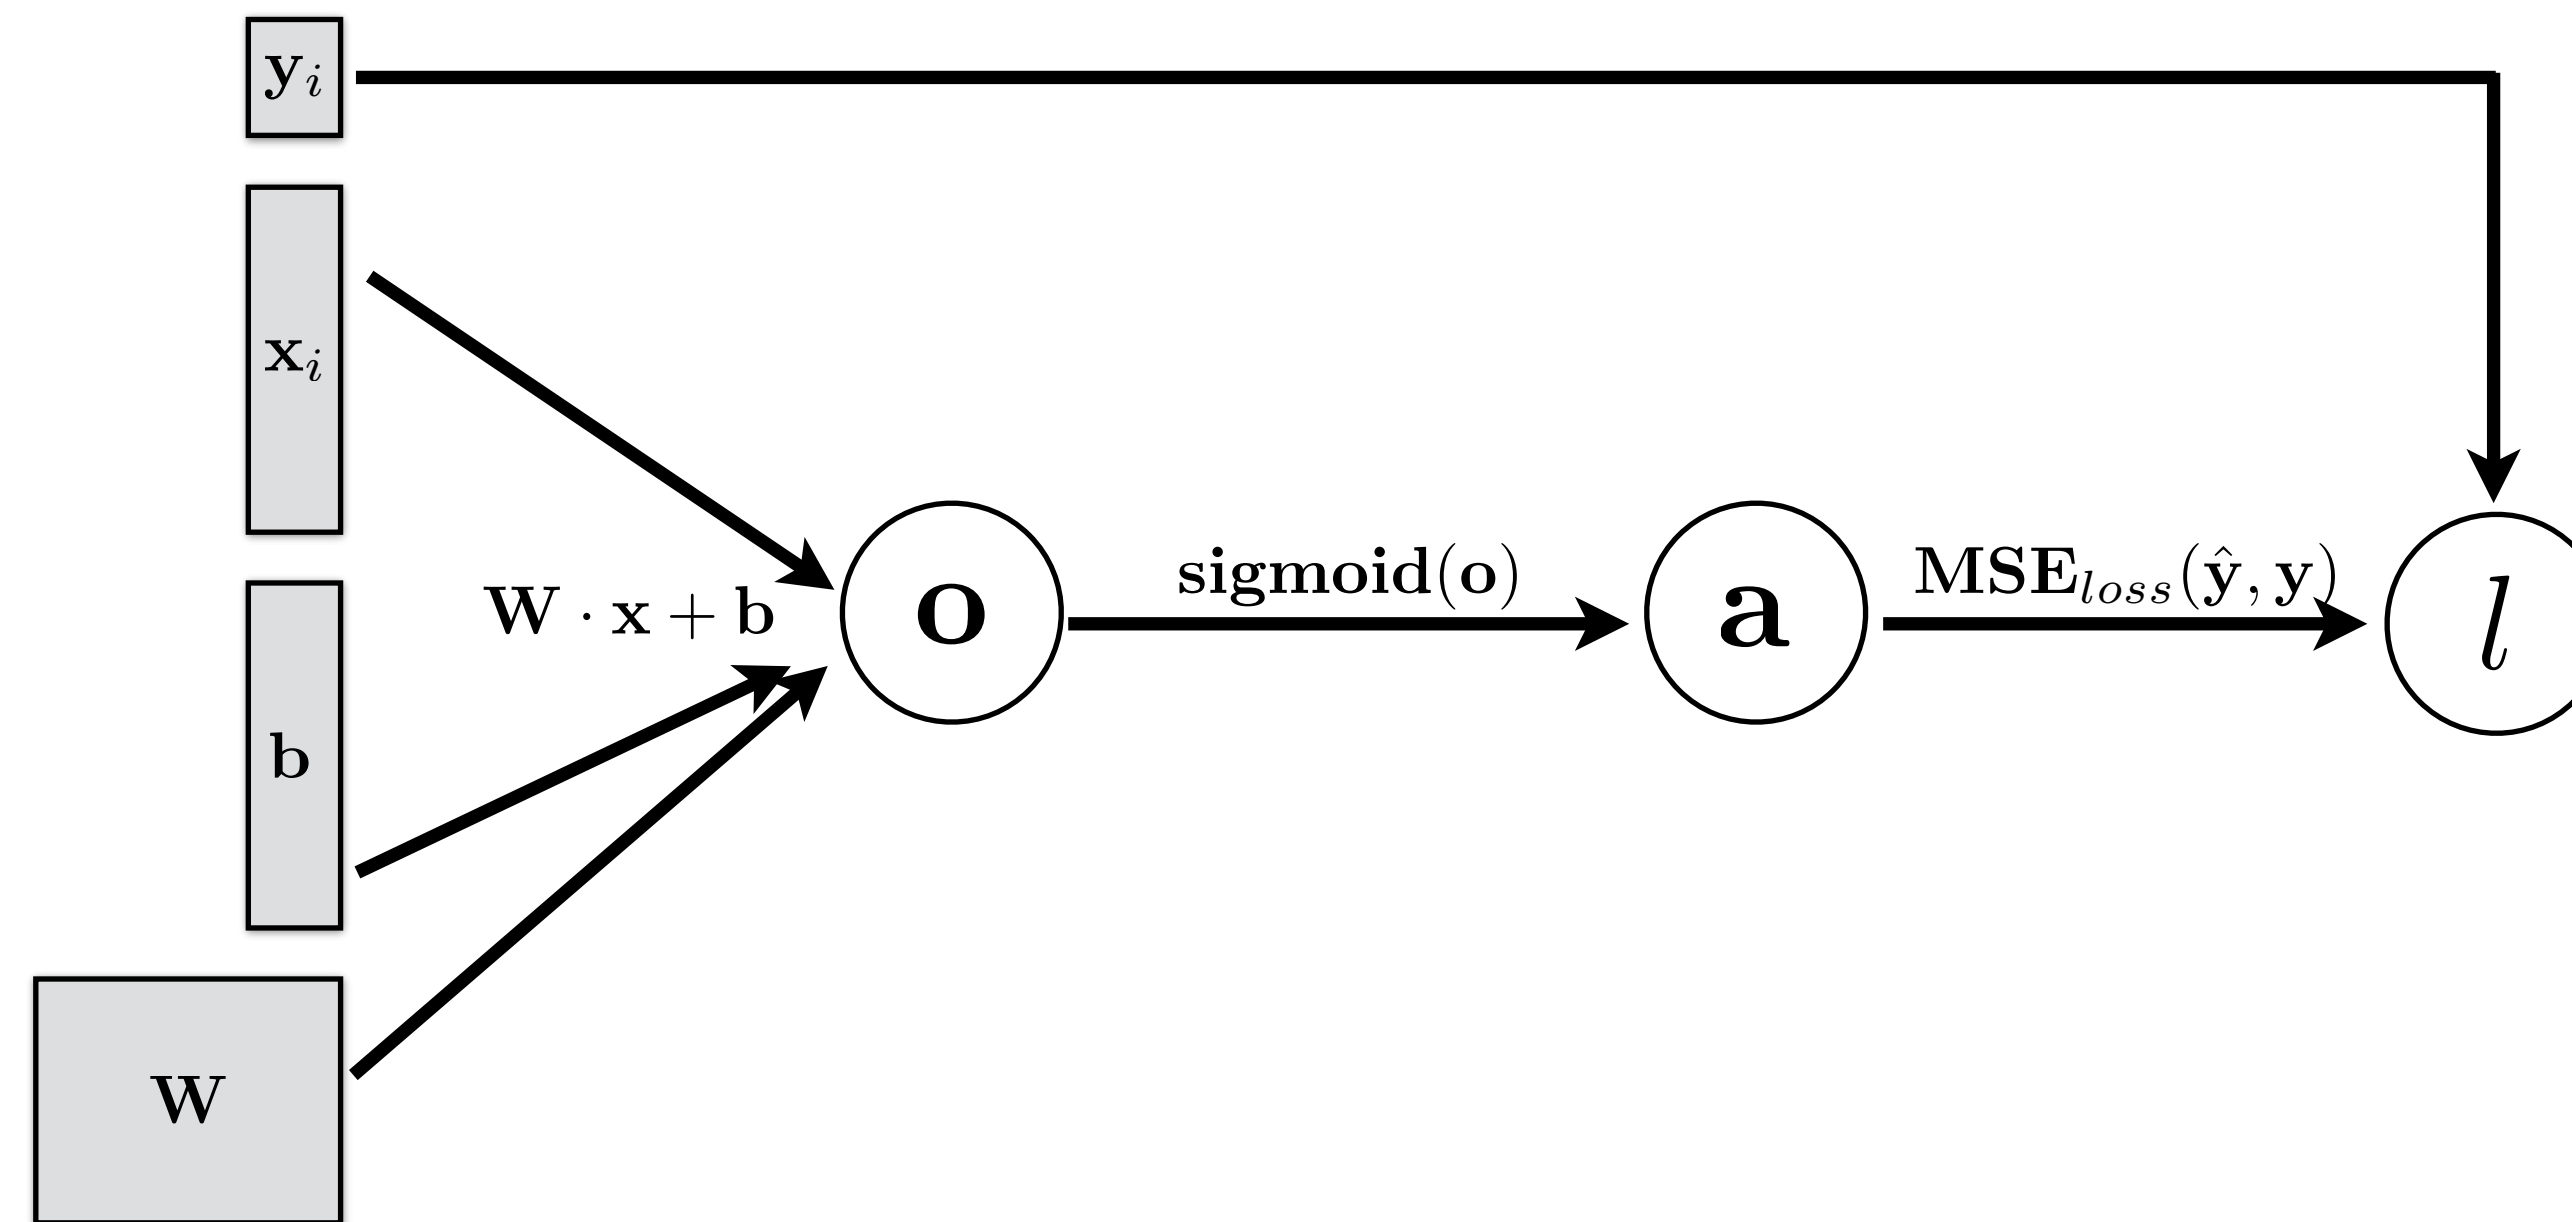 𝐲ᵢ
𝐱ᵢ
𝐖 · 𝐱 + 𝐛
𝐨
sigmoid(𝐨)
𝐚
MSE_loss(ŷ, 𝐲)
l
𝐛
𝐖